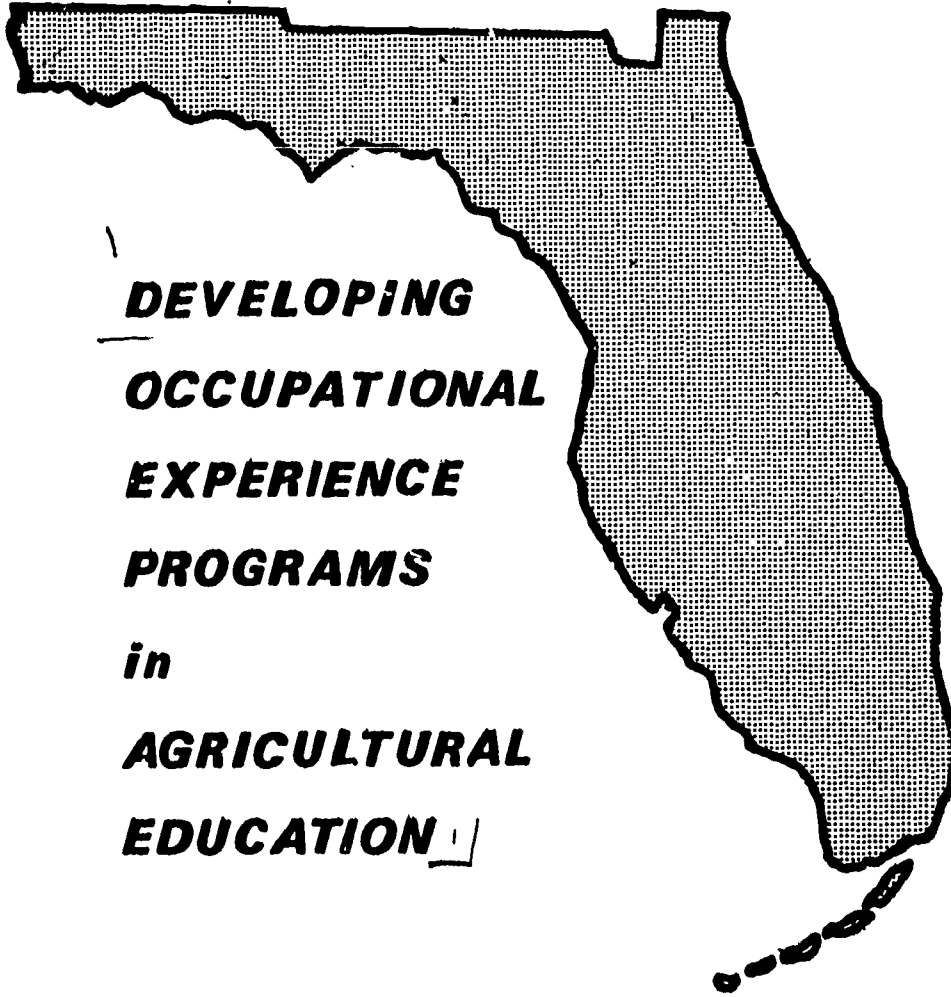 DEVELOPING
OCCUPATIONAL
EXPERIENCE
PROGRAMS
in
AGRICULTURAL
EDUCATION